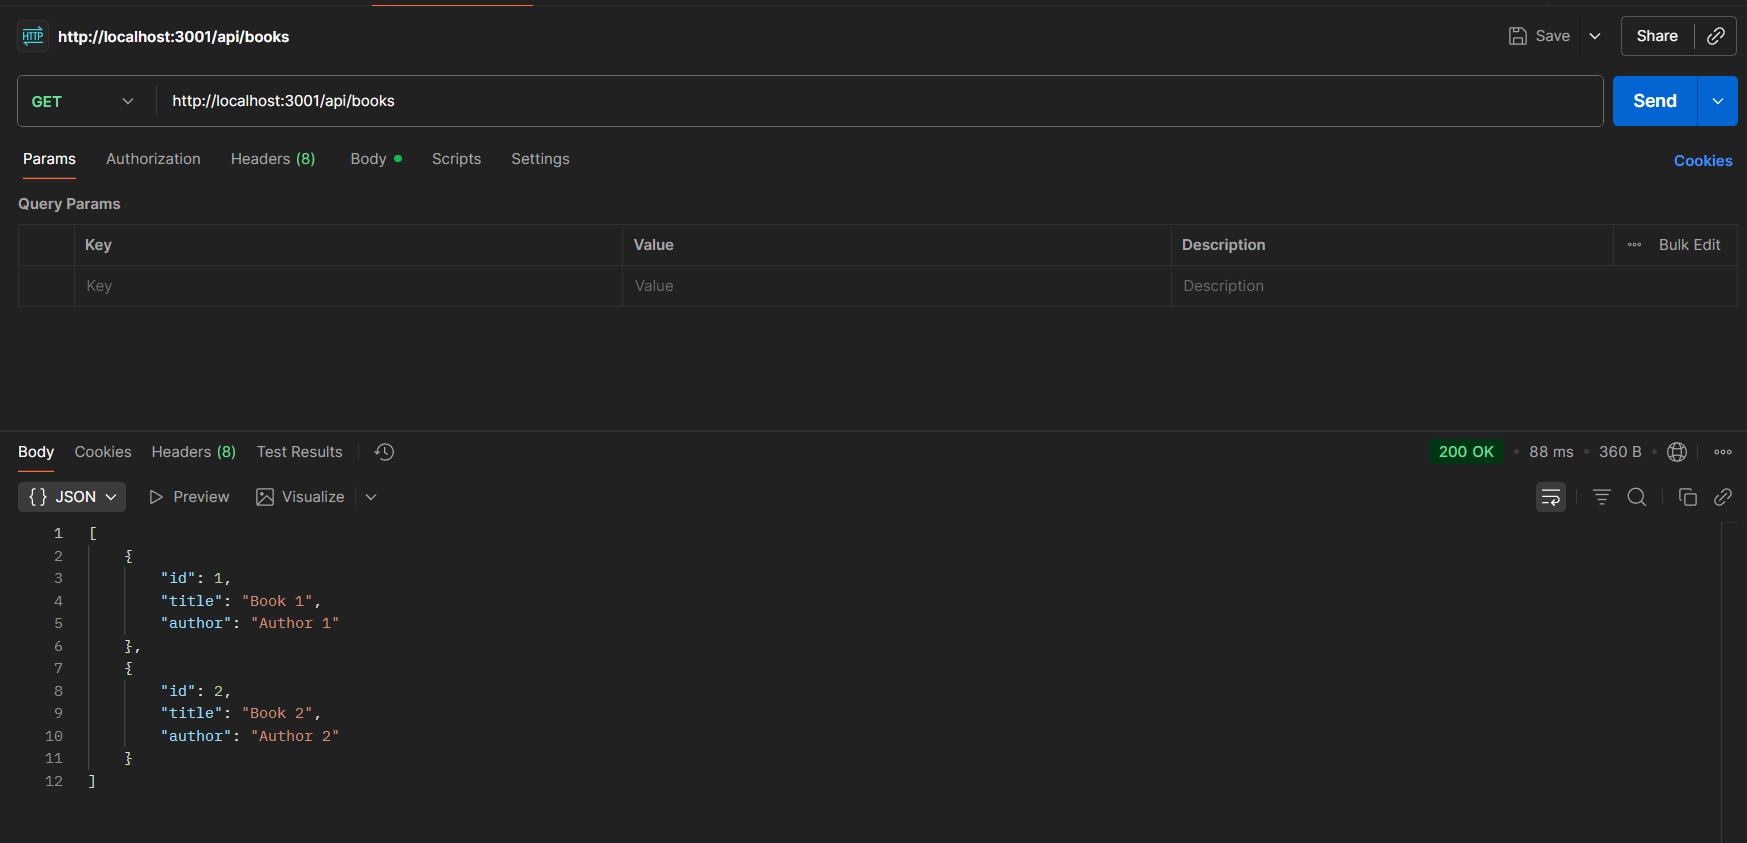 HTTP http://localhost:3001/api/books Save Share
GET http://localhost:3001/api/books Send
Params Authorization Headers (8) Body Scripts Settings Cookies
Query Params
Key Value Description Bulk Edit
Key Value Description
Body Cookies Headers (8) Test Results 200 OK 88 ms 360 B
{} JSON Preview Visualize
1 [
2 {
3 "id": 1,
4 "title": "Book 1",
5 "author": "Author 1"
6 },
7 {
8 "id": 2,
9 "title": "Book 2",
10 "author": "Author 2"
11 }
12 ]